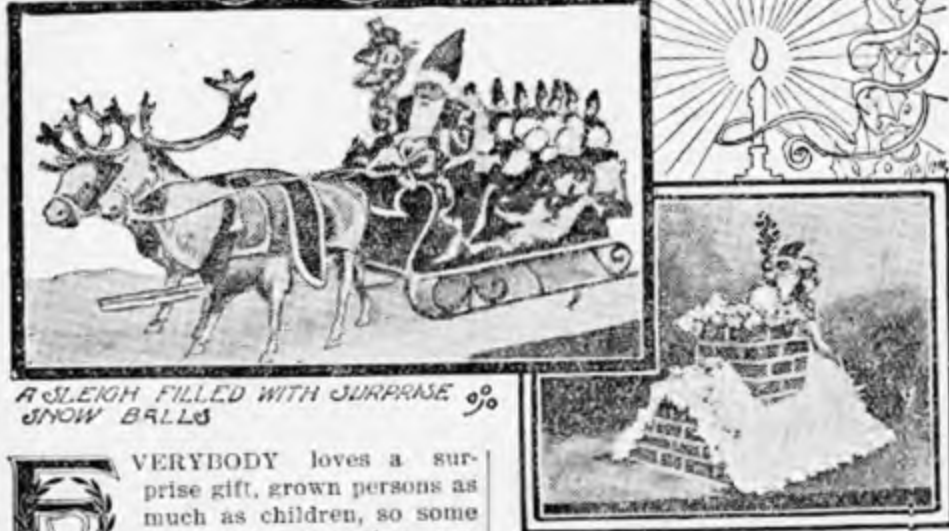 A SLEIGH FILLED WITH SURPRISE
SNOW BALLS
EVERYBODY loves a sur-
prise gift, grown persons as
much as children, so some